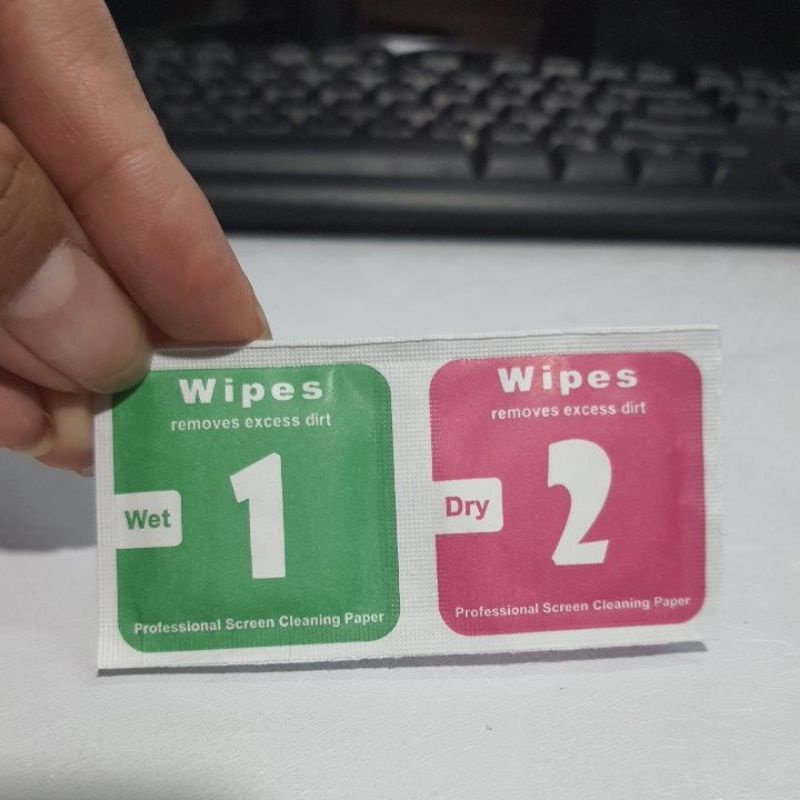 Wipes
removes excess dirt
1
Wet
Professional Screen Cleaning Paper
Wipes
removes excess dirt
2
Dry
Professional Screen Cleaning Paper